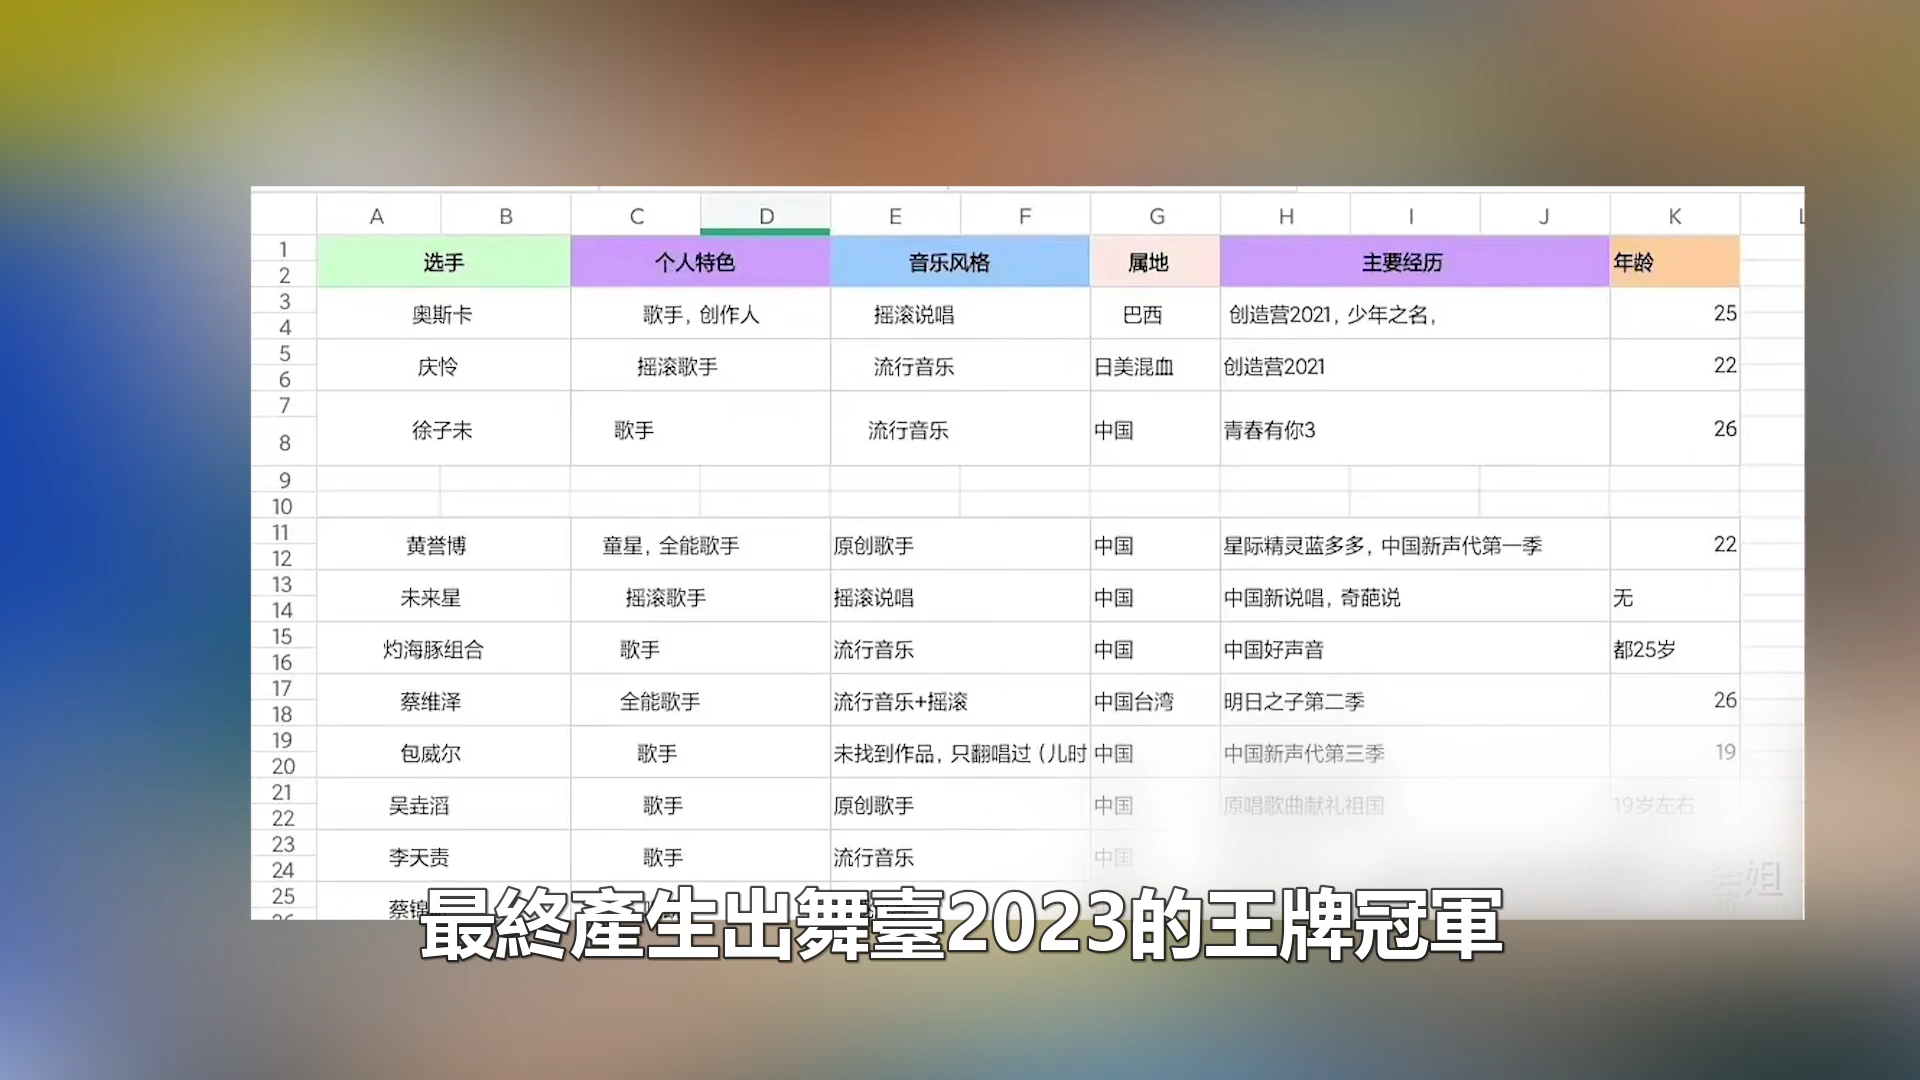 A B C D E F G H I J K L
1 选手 个人特色 音乐风格 属地 主要经历 年龄
2
3 奥斯卡 歌手，创作人 摇滚说唱 巴西 创造营2021，少年之名， 25
4
5 庆怜 摇滚歌手 流行音乐 日美混血 创造营2021 22
6
7 徐子未 歌手 流行音乐 中国 青春有你3 26
8
9
10
11 黄誉博 童星，全能歌手 原创歌手 中国 星际精灵蓝多多，中国新声代第一季 22
12
13 未来星 摇滚歌手 摇滚说唱 中国 中国新说唱，奇葩说 无
14
15 灼海豚组合 歌手 流行音乐 中国 中国好声音 都25岁
16
17 蔡维泽 全能歌手 流行音乐+摇滚 中国台湾 明日之子第二季 26
18
19 包威尔 歌手 未找到作品，只翻唱过（儿时 中国 中国新声代第三季 19
20
21 吴垚滔 歌手 原创歌手 中国 原唱歌曲献礼祖国 19岁左右
22
23 李天责 歌手 流行音乐 中国
24
25 蔡锦
最終產生出舞臺2023的王牌冠軍